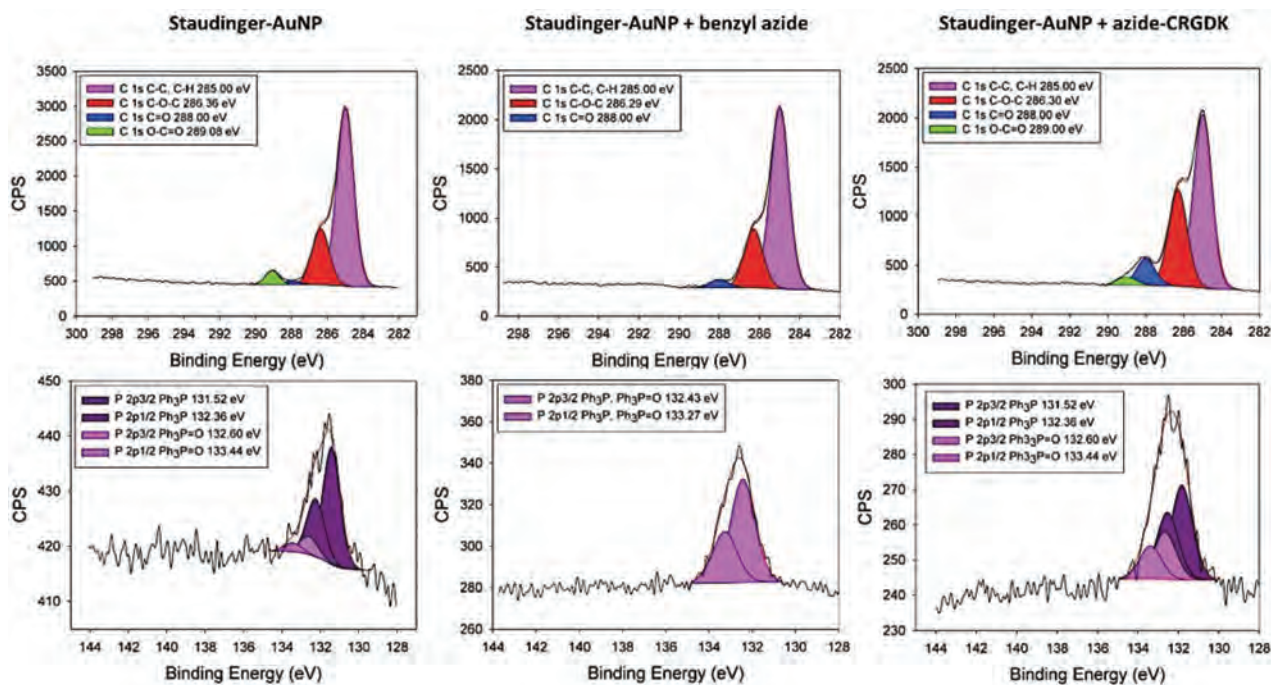 Staudinger-AuNP
Staudinger-AuNP + benzyl azide
Staudinger-AuNP + azide-CRGDK
C 1s C-C, C-H 285.00 eV
C 1s C-O-C 286.36 eV
C 1s C=O 288.00 eV
C 1s O-C=O 289.08 eV
CPS
3500
3000
2500
2000
1500
1000
500
0
300 298 296 294 292 290 288 286 284 282
Binding Energy (eV)
C 1s C-C, C-H 285.00 eV
C 1s C-O-C 286.29 eV
C 1s C=O 288.00 eV
CPS
2500
2000
1500
1000
500
0
298 296 294 292 290 288 286 284 282
Binding Energy (eV)
C 1s C-C, C-H 285.00 eV
C 1s C-O-C 286.30 eV
C 1s C=O 288.00 eV
C 1s O-C=O 289.00 eV
CPS
2500
2000
1500
1000
500
0
300 298 296 294 292 290 288 286 284 282
Binding Energy (eV)
P 2p3/2 Ph3P 131.52 eV
P 2p1/2 Ph3P 132.36 eV
P 2p3/2 Ph3P=O 132.60 eV
P 2p1/2 Ph3P=O 133.44 eV
CPS
450
440
430
420
410
144 142 140 138 136 134 132 130 128
Binding Energy (eV)
P 2p3/2 Ph3P, Ph3P=O 132.43 eV
P 2p1/2 Ph3P, Ph3P=O 133.27 eV
CPS
380
360
340
320
300
280
260
142 140 138 136 133 132 130 128
Binding Energy (eV)
P 2p3/2 Ph3P 131.52 eV
P 2p1/2 Ph3P 132.36 eV
P 2p3/2 Ph3P=O 132.60 eV
P 2p1/2 Ph33P=O 133.44 eV
CPS
300
290
280
270
260
250
240
230
144 142 140 138 136 134 132 130 128
Binding Energy (eV)